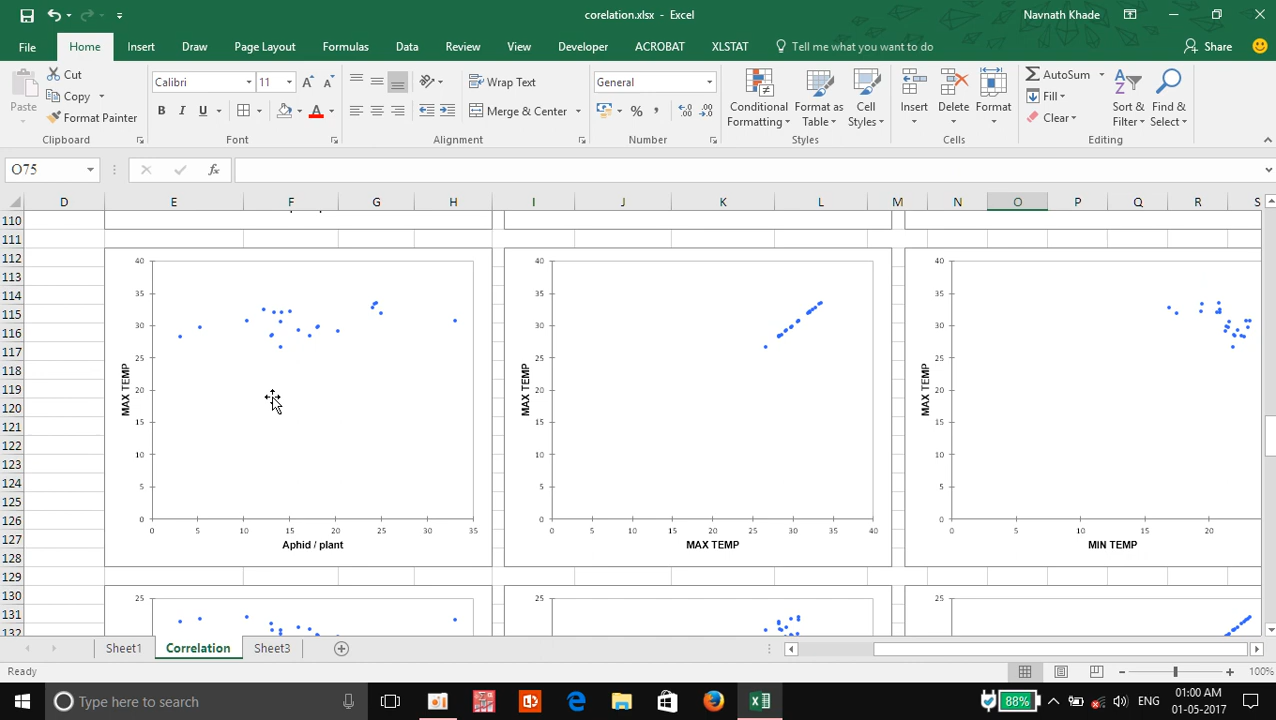 corelation.xlsx - Excel
Navnath Khade
File Home Insert Draw Page Layout Formulas Data Review View Developer ACROBAT XLSTAT Tell me what you want to do Share
Paste
Cut
Copy
Format Painter
Clipboard
Calibri 11
B I U
Font
Wrap Text
Merge & Center
Alignment
General
% ,
Number
Conditional Formatting
Format as Table
Cell Styles
Styles
Insert Delete Format
Cells
AutoSum
Fill
Clear
Sort & Filter
Find & Select
Editing
O75 fx
D E F G H I J K L M N O P Q R S
110
111
112
113
114
115
116
117
118
119
120
121
122
123
124
125
126
127
128
129
130
131
132
40
35
30
25
20
15
10
5
0
MAX TEMP
0 5 10 15 20 25 30 35
Aphid / plant
40
35
30
25
20
15
10
5
0
MAX TEMP
0 5 10 15 20 25 30 35 40
MAX TEMP
40
35
30
25
20
15
10
5
0
MAX TEMP
0 5 10 15 20
MIN TEMP
25
25
25
Sheet1 Correlation Sheet3
Ready
100%
Type here to search
88%
ENG
01:00 AM
01-05-2017